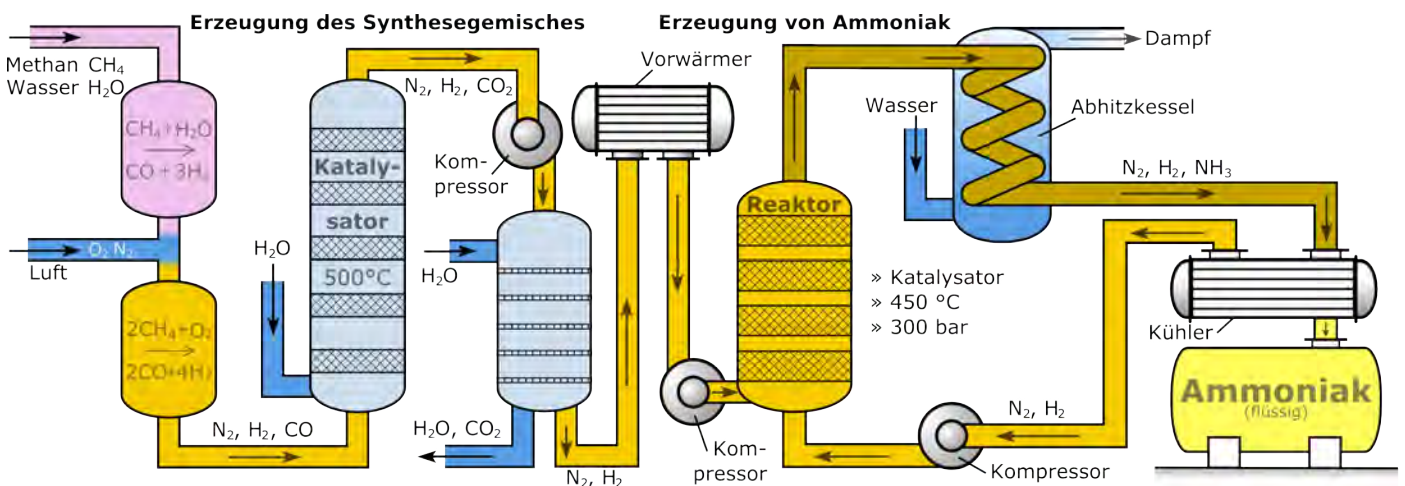 Erzeugung des Synthesegemisches
Erzeugung von Ammoniak
Methan CH₄
Wasser H₂O
CH₄+H₂O
CO+3H₂
O₂ N₂
Luft
2CH₄+O₂
2CO+4H₂
N₂, H₂, CO
H₂O
Kataly-
sator
500°C
N₂, H₂, CO₂
Kom-
pressor
H₂O
H₂O, CO₂
N₂, H₂
Vorwärmer
Kom-
pressor
Reaktor
» Katalysator
» 450 °C
» 300 bar
Wasser
Dampf
Abhitzkessel
N₂, H₂, NH₃
Kühler
Ammoniak
(flüssig)
N₂, H₂
Kompressor